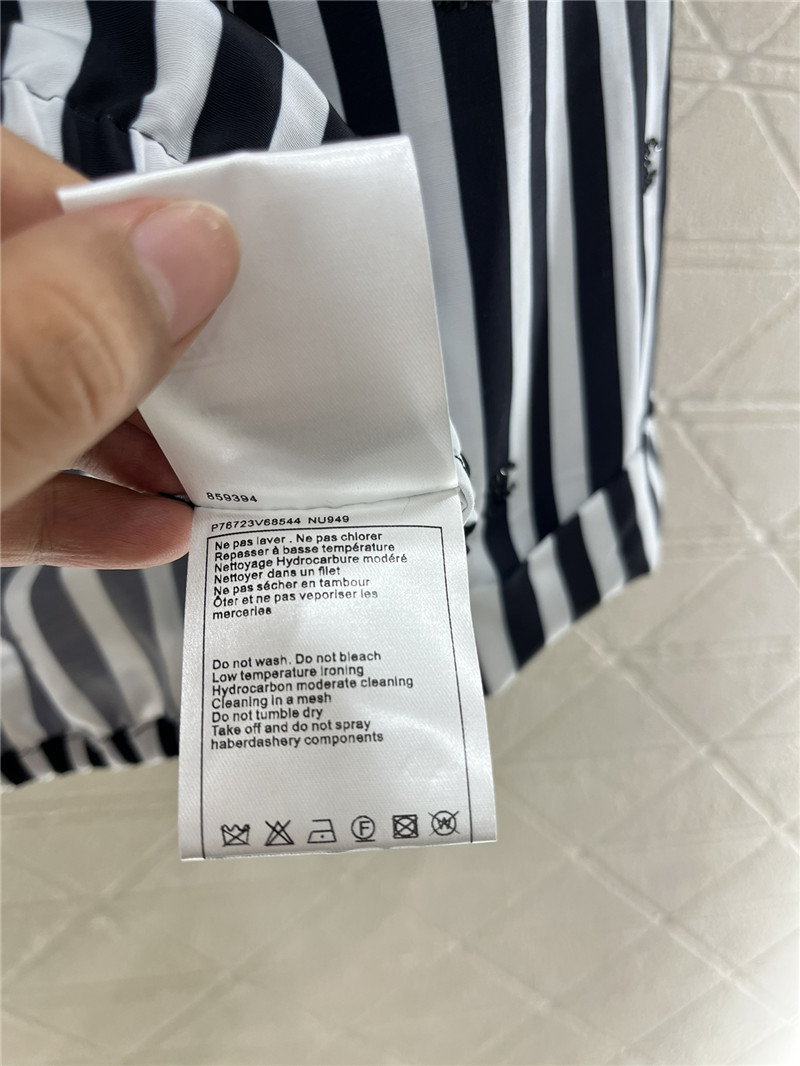 859394
P76723V68544 NU949
Ne pas laver . Ne pas chlorer
Repasser à basse température
Nettoyage Hydrocarbure modéré
Nettoyer dans un filet
Ne pas sécher en tambour
Ôter et ne pas veporiser les
merceries
Do not wash. Do not bleach
Low temperature Ironing
Hydrocarbon moderate cleaning
Cleaning in a mesh
Do not tumble dry
Take off and do not spray
haberdashery components
F W